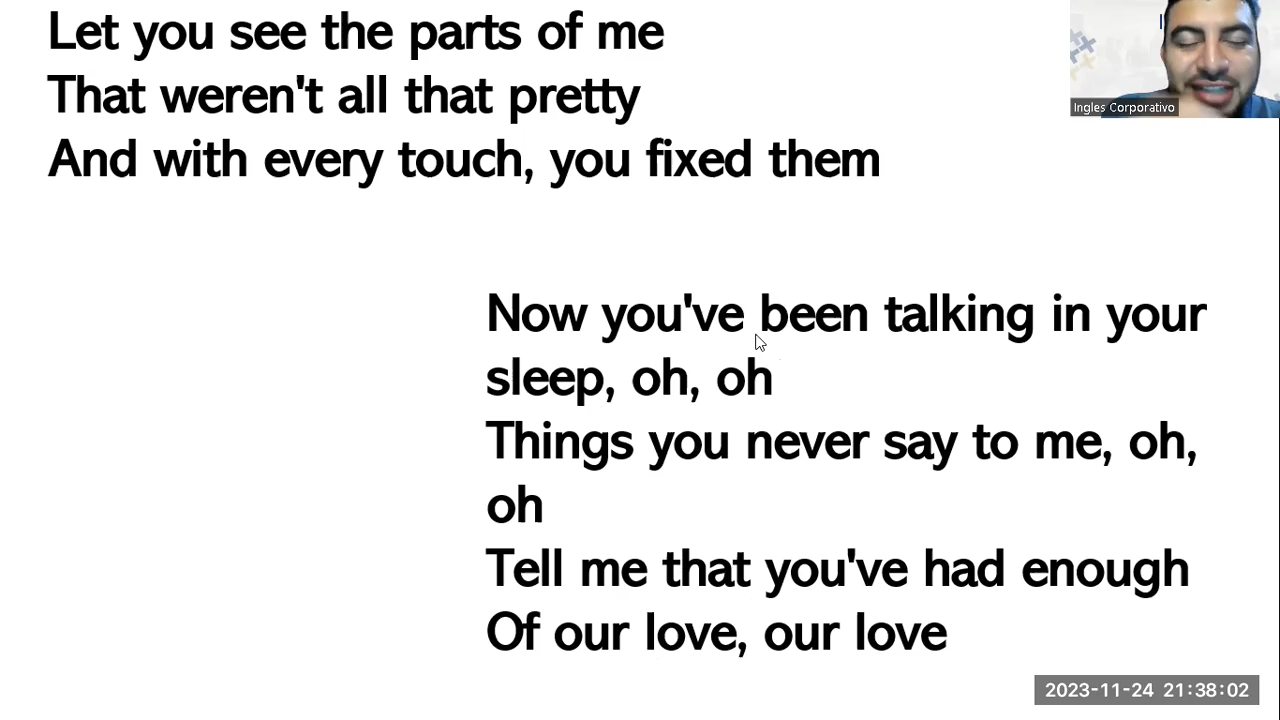 Let you see the parts of me
That weren't all that pretty
And with every touch, you fixed them
Ingles Corporativo
Now you've been talking in your
sleep, oh, oh
Things you never say to me, oh,
oh
Tell me that you've had enough
Of our love, our love
2023-11-24 21:38:02